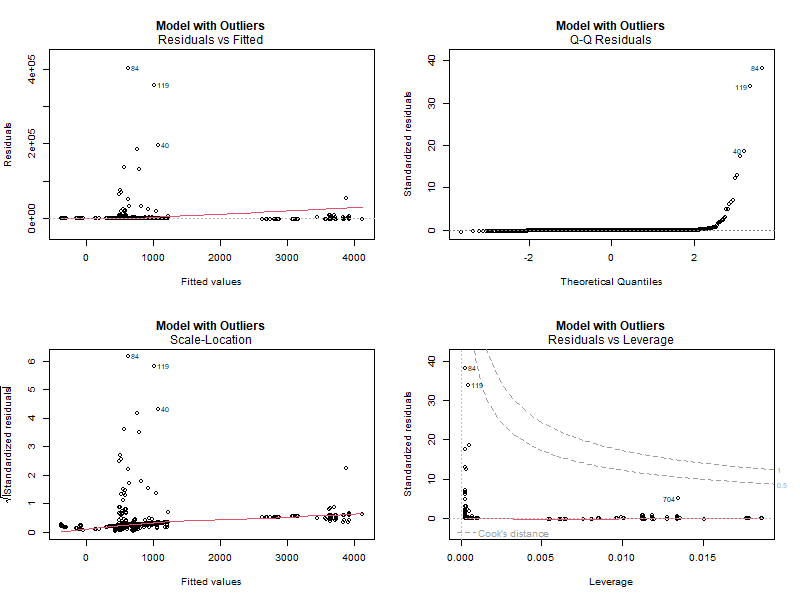 Model with Outliers
Residuals vs Fitted
Residuals
0e+00
2e+05
4e+05
84
119
40
0
1000
2000
3000
4000
Fitted values
Model with Outliers
Q-Q Residuals
Standardized residuals
0
10
20
30
40
84
119
40
-2
0
2
Theoretical Quantiles
Model with Outliers
Scale-Location
√|Standardized residuals|
0
1
2
3
4
5
6
84
119
40
0
1000
2000
3000
4000
Fitted values
Model with Outliers
Residuals vs Leverage
Standardized residuals
0
10
20
30
40
84
119
704
1
0.5
Cook's distance
0.000
0.005
0.010
0.015
Leverage